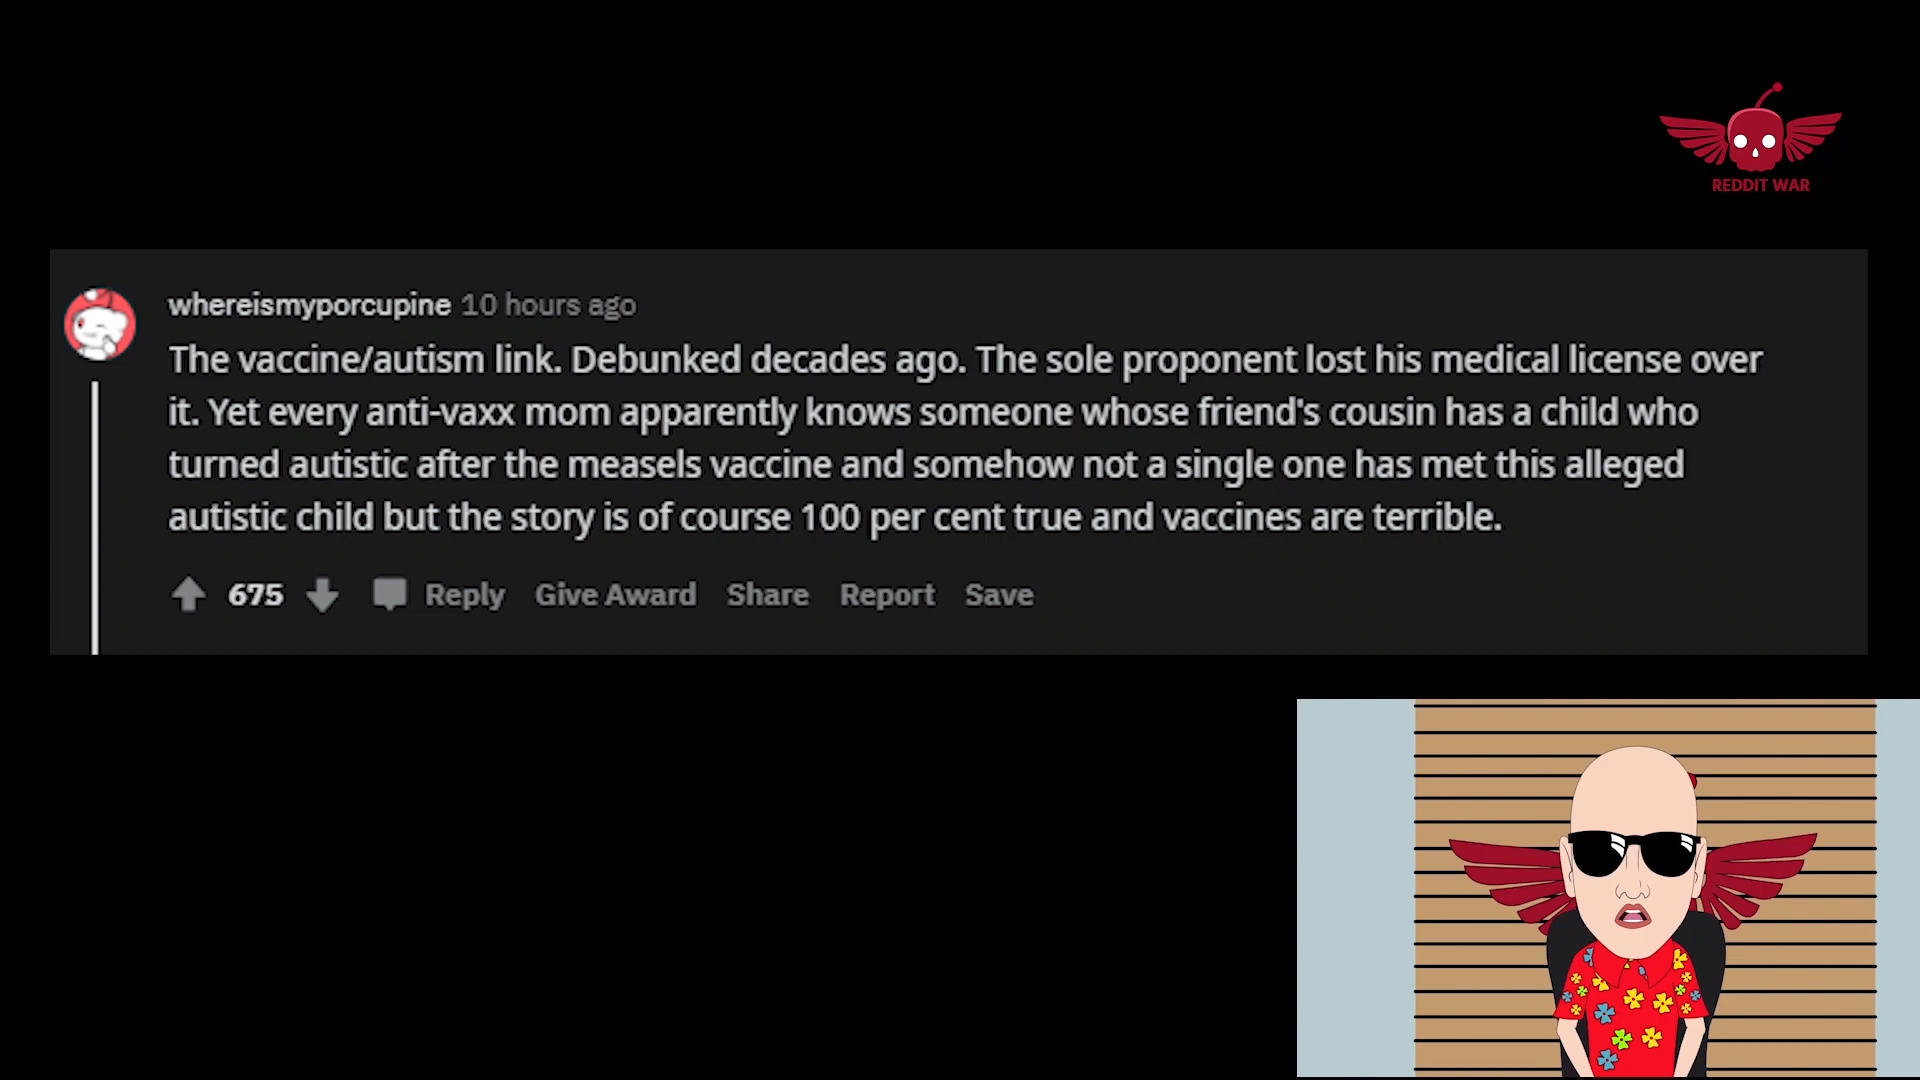 REDDIT WAR
whereismyporcupine 10 hours ago
The vaccine/autism link. Debunked decades ago. The sole proponent lost his medical license over
it. Yet every anti-vaxx mom apparently knows someone whose friend's cousin has a child who
turned autistic after the measels vaccine and somehow not a single one has met this alleged
autistic child but the story is of course 100 per cent true and vaccines are terrible.
675 Reply Give Award Share Report Save